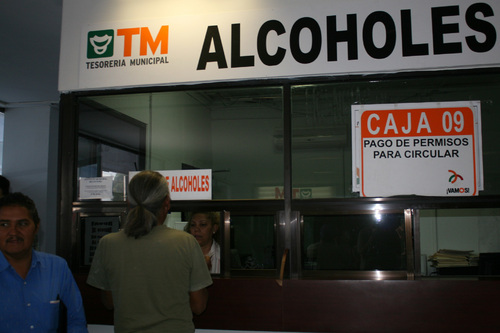 TM
TESORERIA MUNICIPAL
ALCOHOLES
CAJA 09
PAGO DE PERMISOS
PARA CIRCULAR
¡VAMOS!
ALCOHOLES